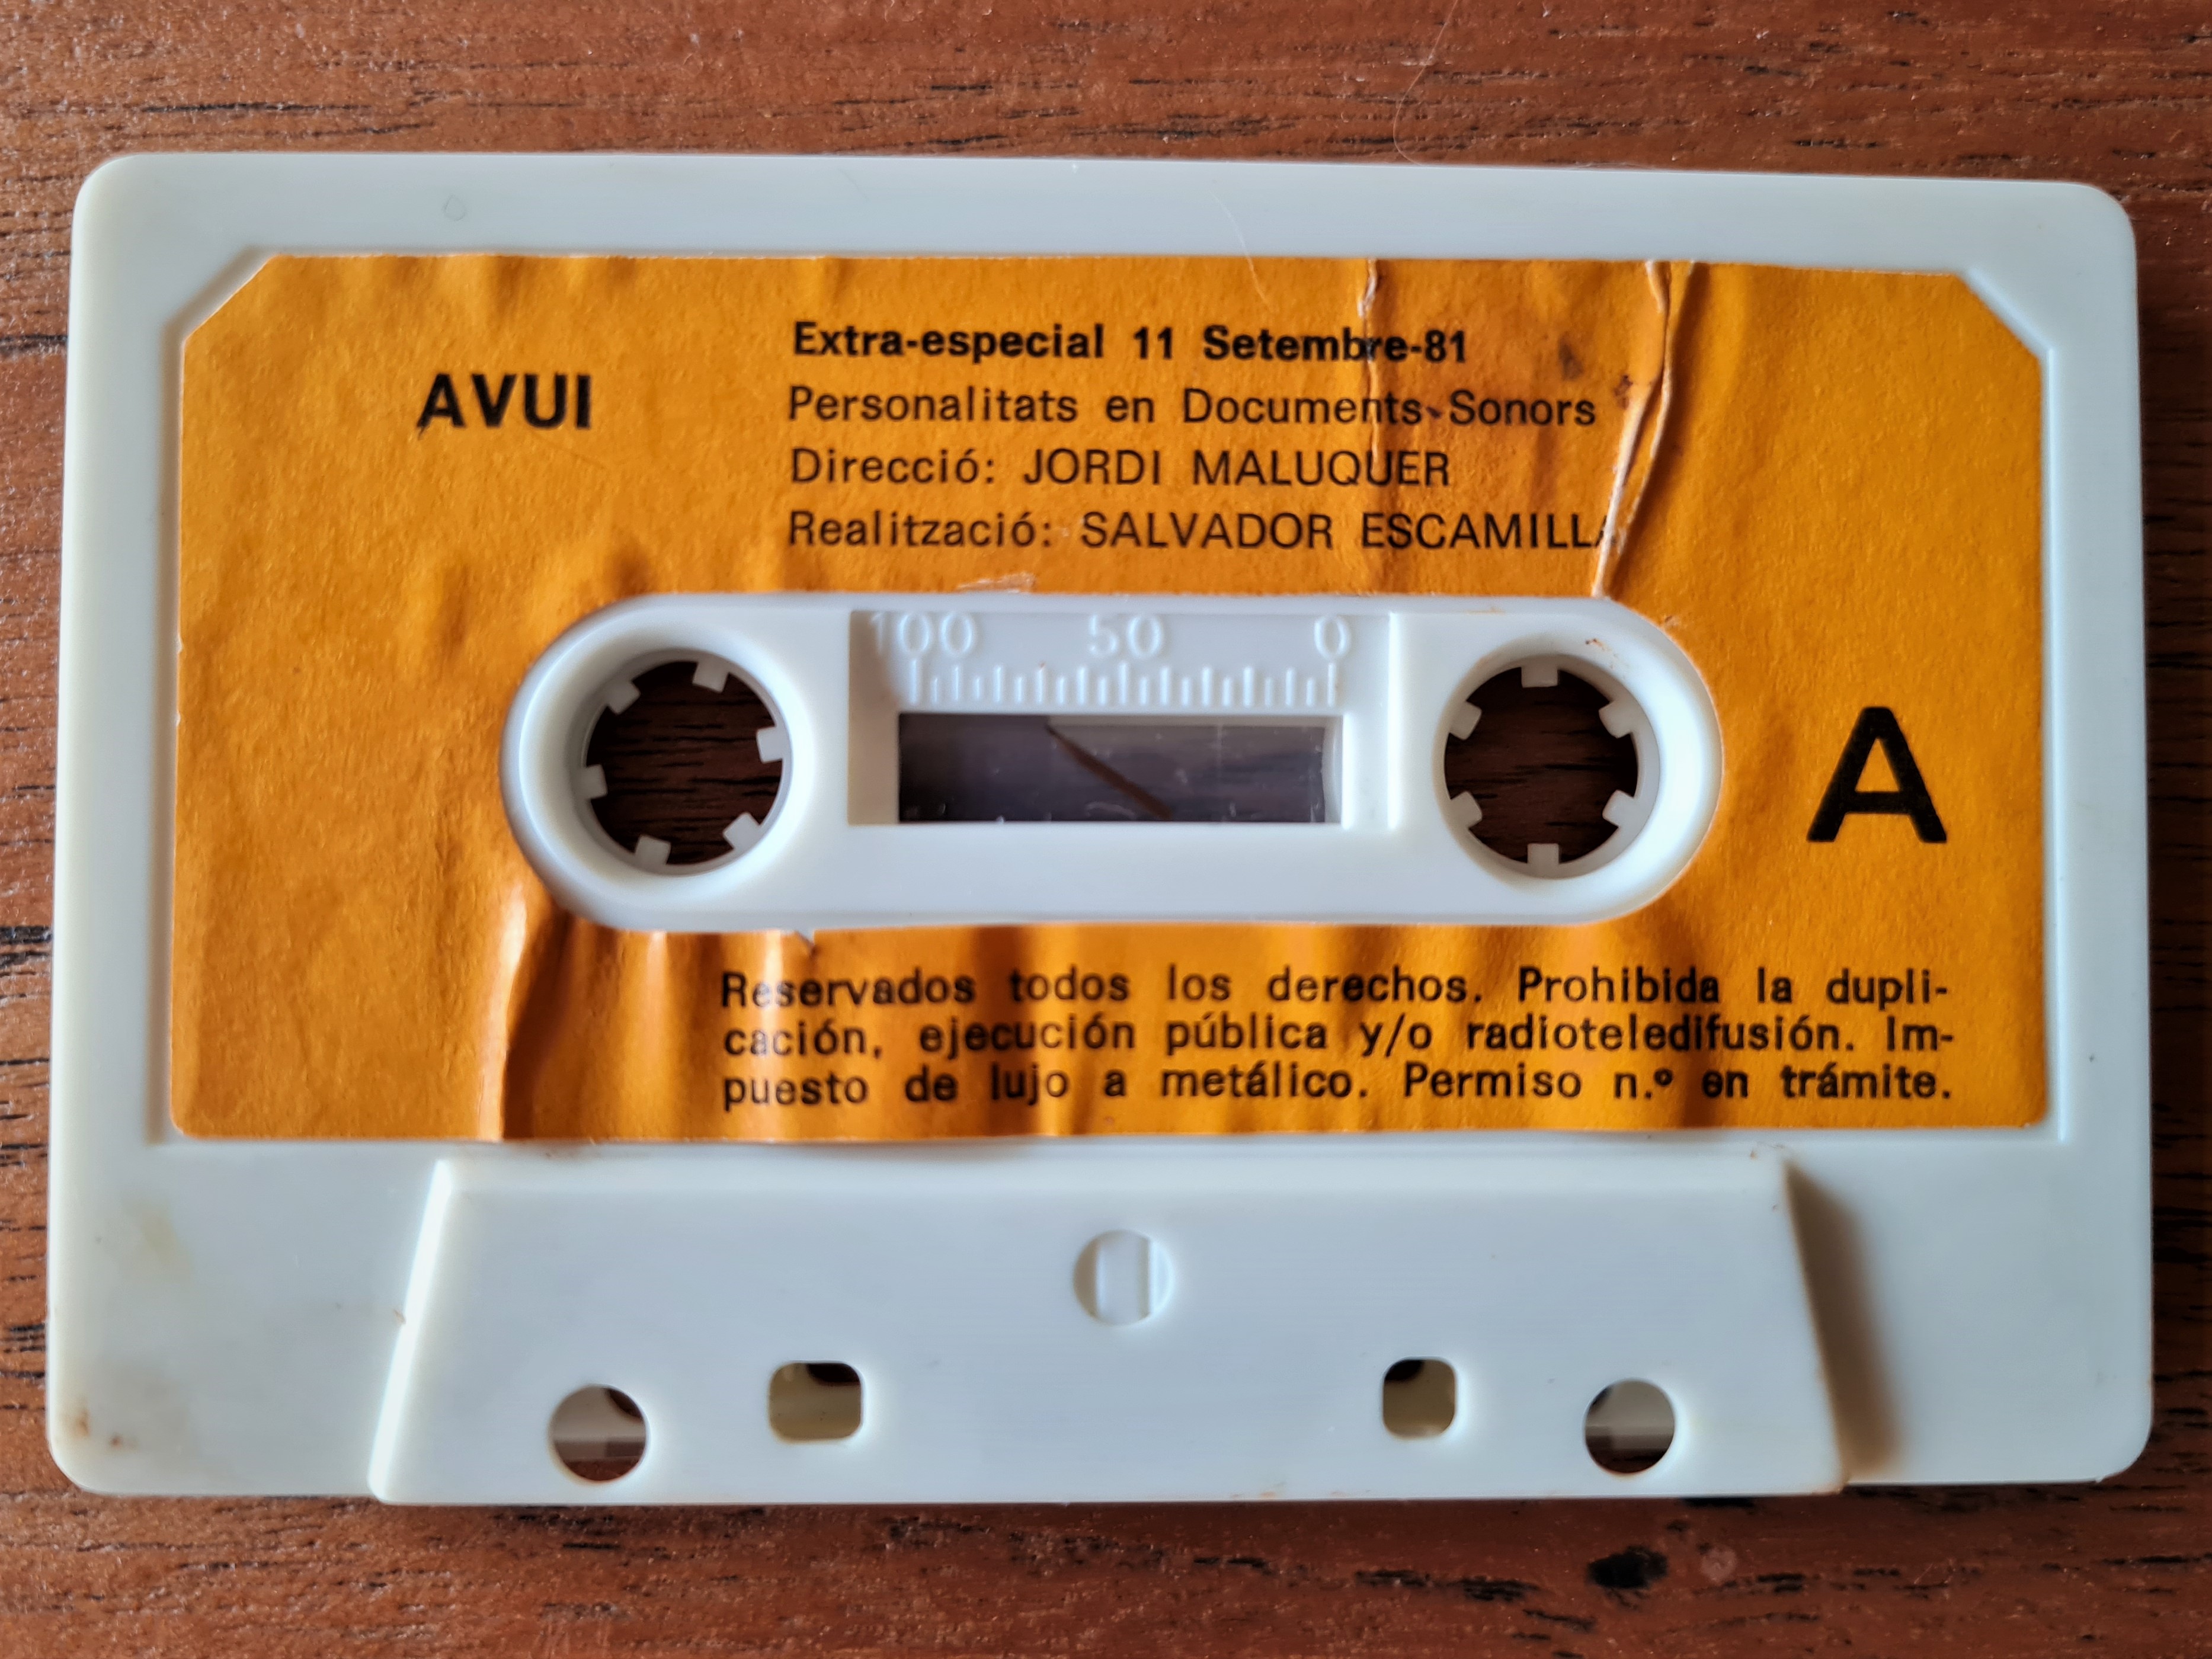 AVUI
Extra-especial 11 Setembre-81
Personalitats en Documents Sonors
Direcció: JORDI MALUQUER
Realització: SALVADOR ESCAMILLA
100 50 0
A
Reservados todos los derechos. Prohibida la dupli-
cación, ejecución pública y/o radioteledifusión. Im-
puesto de lujo a metálico. Permiso n.º en trámite.